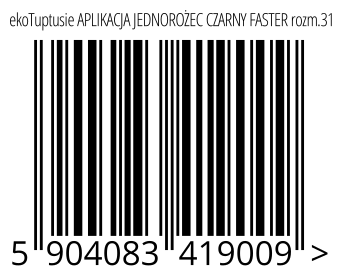 ekoTuptusie APLIKACJA JEDNOROŻEC CZARNY FASTER rozm.31
5 904083 419009 >